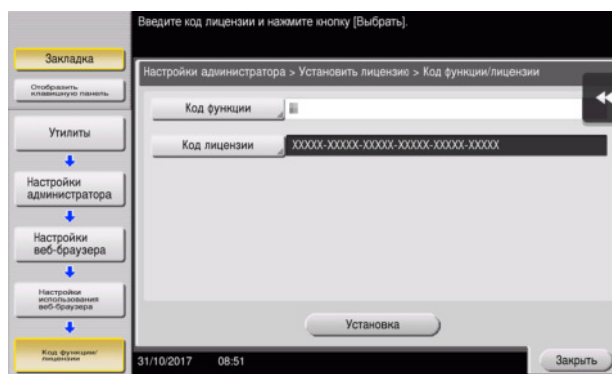 Введите код лицензии и нажмите кнопку [Выбрать].
Закладка
Отобразить
клавишную панель
Утилиты
Настройки
администратора
Настройки
веб-браузера
Настройки
использования
веб-браузера
Код функции/
лицензии
Настройки администратора > Установить лицензию > Код функции/лицензии
Код функции
Код лицензии
XXXXX-XXXXX-XXXXX-XXXXX-XXXXX-XXXXX
Установка
31/10/2017 08:51
Закрыть